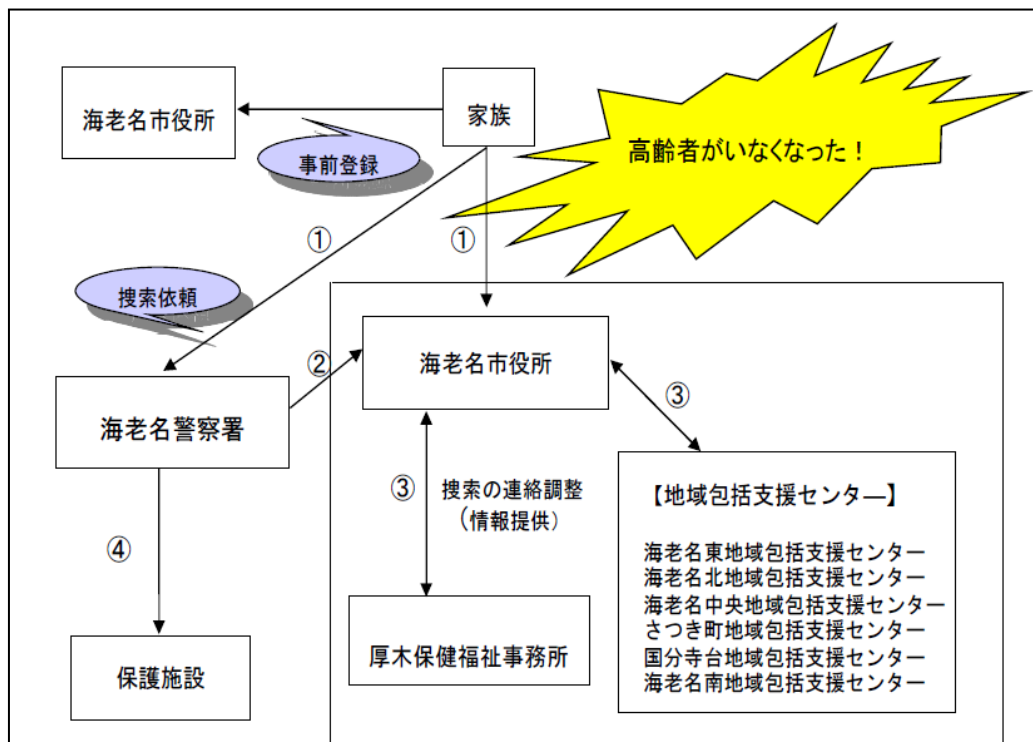 海老名市役所
家族
高齢者がいなくなった！
事前登録
①
①
捜索依頼
海老名市役所
②
③
海老名警察署
③
捜索の連絡調整
（情報提供）
【地域包括支援センター】
海老名東地域包括支援センター
海老名北地域包括支援センター
海老名中央地域包括支援センター
さつき町地域包括支援センター
国分寺台地域包括支援センター
海老名南地域包括支援センター
④
厚木保健福祉事務所
保護施設